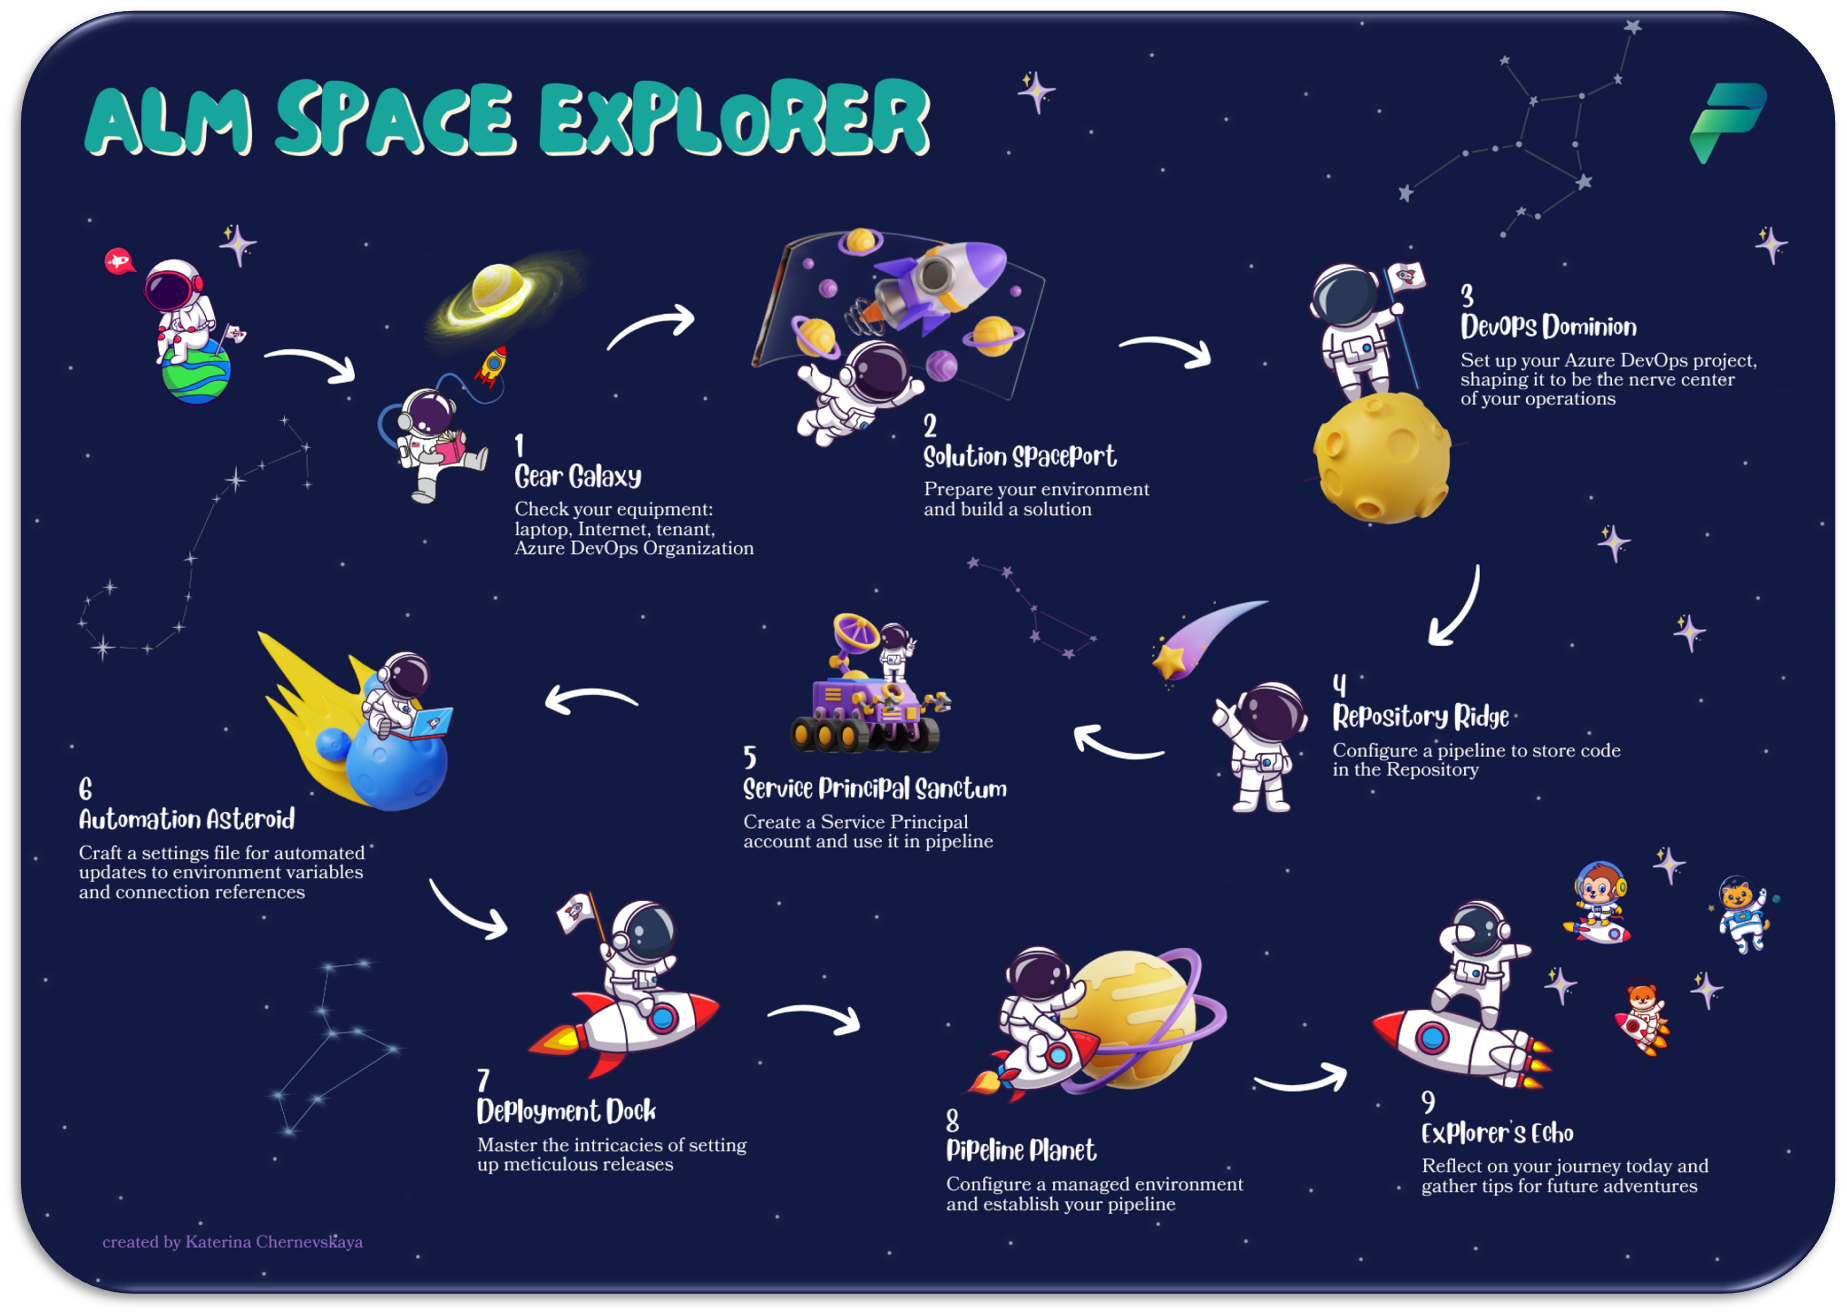 ALM SPACE EXPLORER
1
Gear Galaxy
Check your equipment:
laptop, Internet, tenant,
Azure DevOps Organization
2
Solution Spaceport
Prepare your environment
and build a solution
3
DevOps Dominion
Set up your Azure DevOps project,
shaping it to be the nerve center
of your operations
4
Repository Ridge
Configure a pipeline to store code
in the Repository
5
Service Principal Sanctum
Create a Service Principal
account and use it in pipeline
6
Automation Asteroid
Craft a settings file for automated
updates to environment variables
and connection references
7
Deployment Dock
Master the intricacies of setting
up meticulous releases
8
Pipeline Planet
Configure a managed environment
and establish your pipeline
9
Explorer's Echo
Reflect on your journey today and
gather tips for future adventures
created by Katerina Chernevskaya